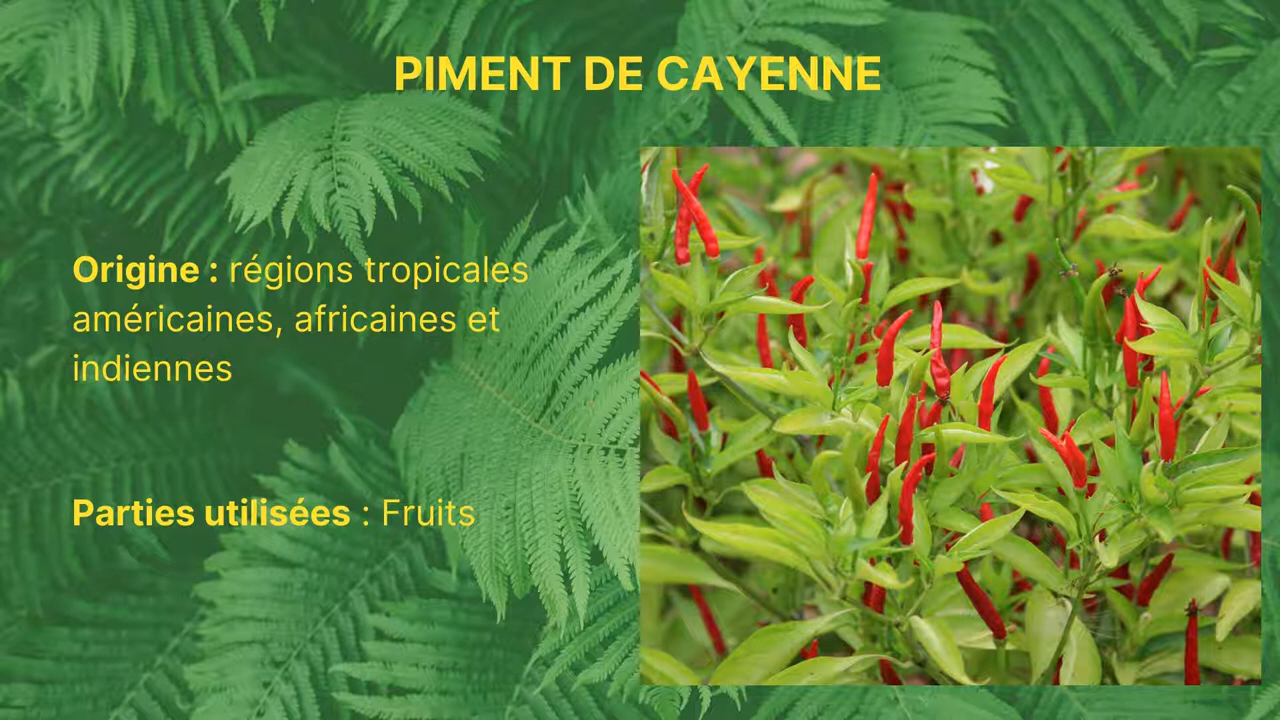 PIMENT DE CAYENNE
Origine : régions tropicales
américaines, africaines et
indiennes
Parties utilisées : Fruits